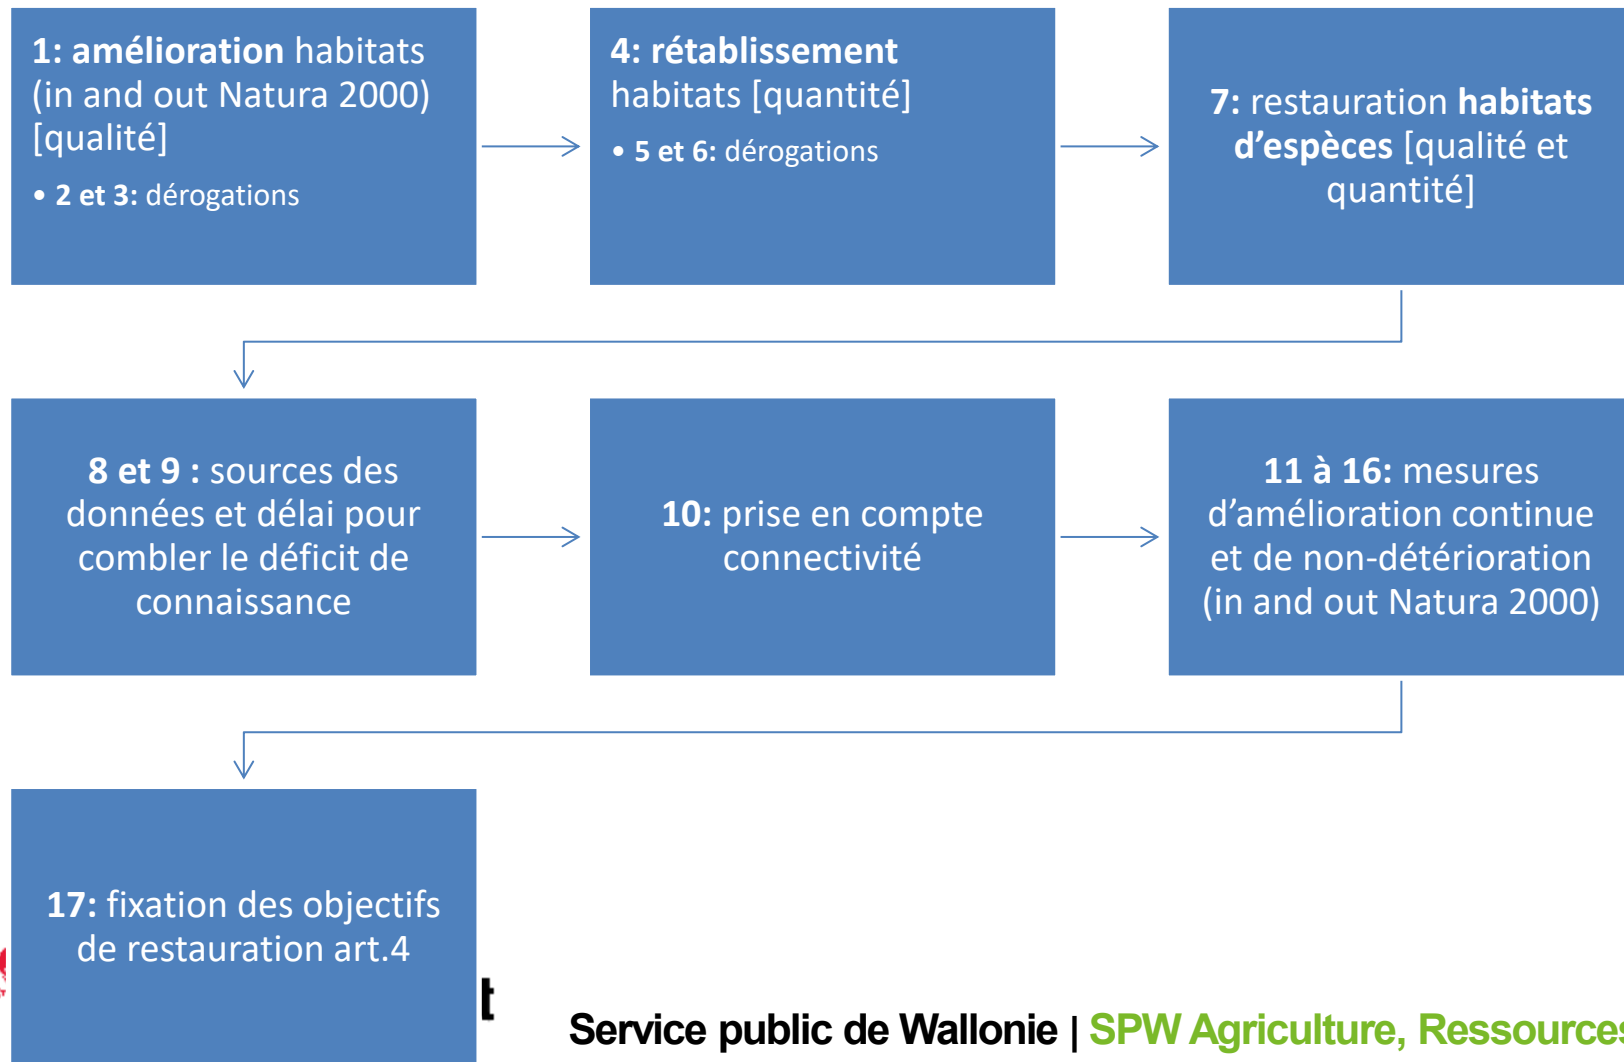 1: amélioration habitats
(in and out Natura 2000)
[qualité]
• 2 et 3: dérogations
4: rétablissement
habitats [quantité]
• 5 et 6: dérogations
7: restauration habitats
d’espèces [qualité et
quantité]
8 et 9 : sources des
données et délai pour
combler le déficit de
connaissance
10: prise en compte
connectivité
11 à 16: mesures
d’amélioration continue
et de non-détérioration
(in and out Natura 2000)
17: fixation des objectifs
de restauration art.4
t
Service public de Wallonie | SPW Agriculture, Ressources